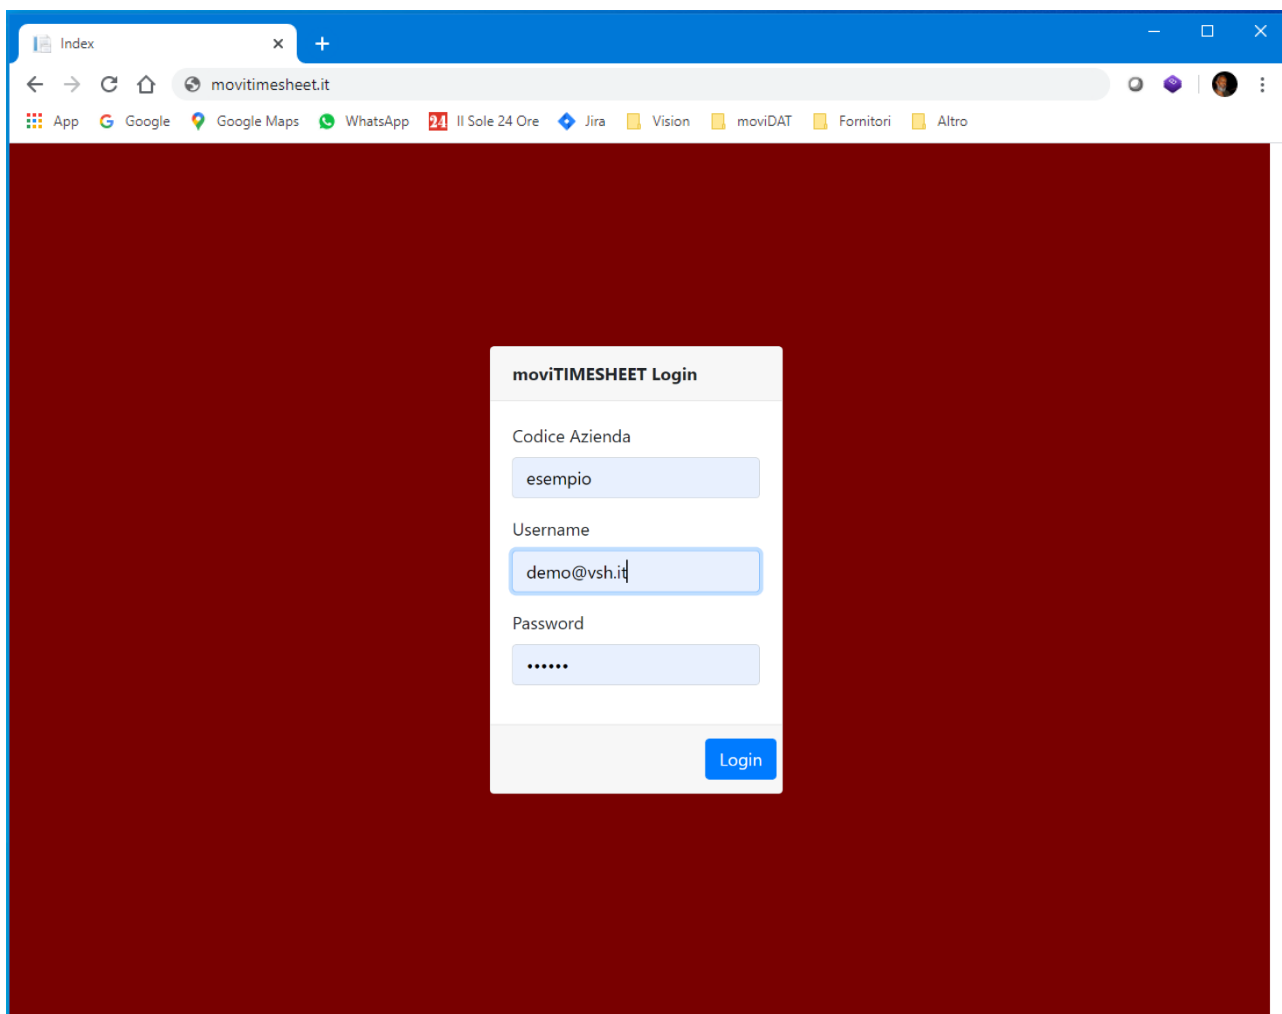 Index
movitimesheet.it
App Google Google Maps WhatsApp 24 Il Sole 24 Ore Jira Vision moviDAT Fornitori Altro
moviTIMESHEET Login
Codice Azienda
esempio
Username
demo@vsh.it
Password
••••••
Login